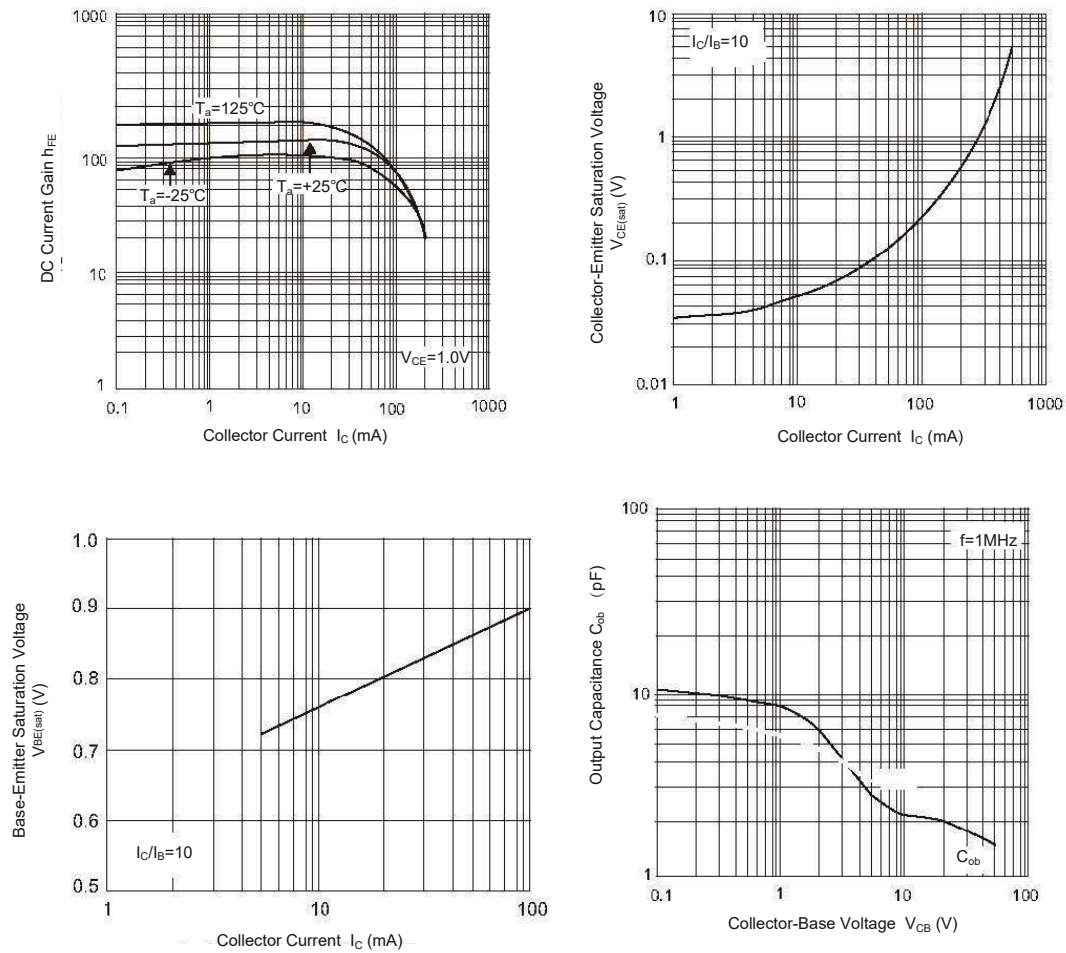 DC Current Gain hFE
1000
100
10
1
Ta=125°C
Ta=-25°C
Ta=+25°C
VCE=1.0V
0.1 1 10 100 1000
Collector Current IC (mA)
Collector-Emitter Saturation Voltage
VCE(sat) (V)
10
1
0.1
0.01
IC/IB=10
1 10 100 1000
Collector Current IC (mA)
Base-Emitter Saturation Voltage
VBE(sat) (V)
1.0
0.9
0.8
0.7
0.6
0.5
IC/IB=10
1 10 100
Collector Current IC (mA)
Output Capacitance Cob (pF)
100
10
1
f=1MHz
Cob
0.1 1 10 100
Collector-Base Voltage VCB (V)